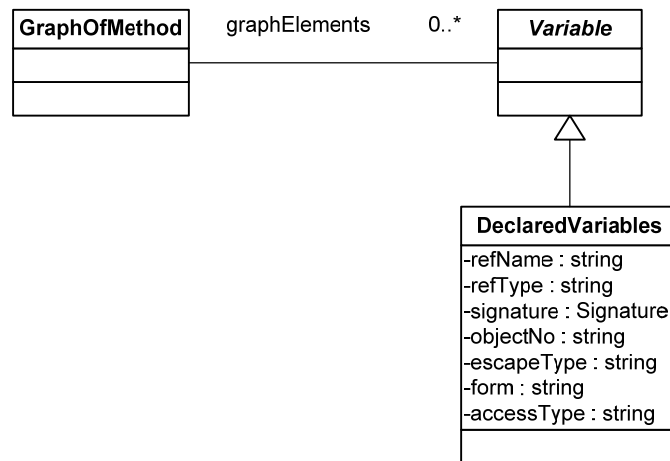 GraphOfMethod
graphElements
0..*
Variable
DeclaredVariables
-refName : string
-refType : string
-signature : Signature
-objectNo : string
-escapeType : string
-form : string
-accessType : string